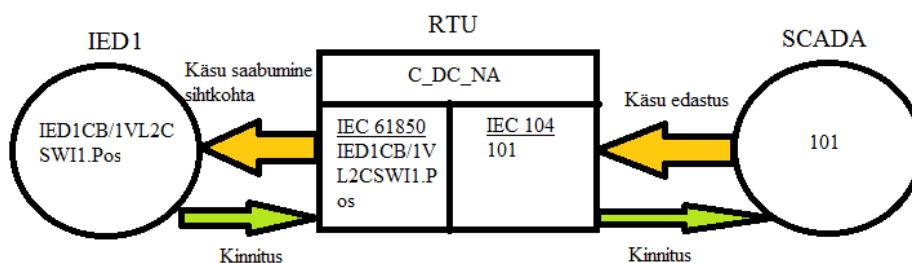 IED1
RTU
SCADA
Käsu saabumine
sihtkohta
C_DC_NA
Käsu edastus
IED1CB/1VL2C
SWI1.Pos
IEC 61850
IED1CB/1V
L2CSWI1.P
os
IEC 104
101
101
Kinnitus
Kinnitus